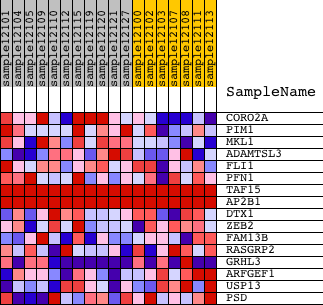 sample12101
sample12104
sample12105
sample12109
sample12110
sample12112
sample12115
sample12119
sample12120
sample12121
sample12127
sample12100
sample12102
sample12103
sample12107
sample12108
sample12111
sample12113
SampleName
CORO2A
PIM1
MKL1
ADAMTSL3
FLI1
PFN1
TAF15
AP2B1
DTX1
ZEB2
FAM13B
RASGRP2
GRHL3
ARFGEF1
USP13
PSD